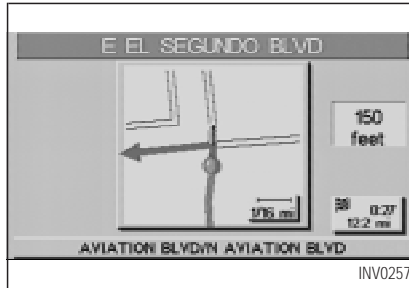 E EL SEGUNDO BLVD
150
feet
1/16 mi
0:27
12.2 mi
AVIATION BLVD/N AVIATION BLVD
INV0257